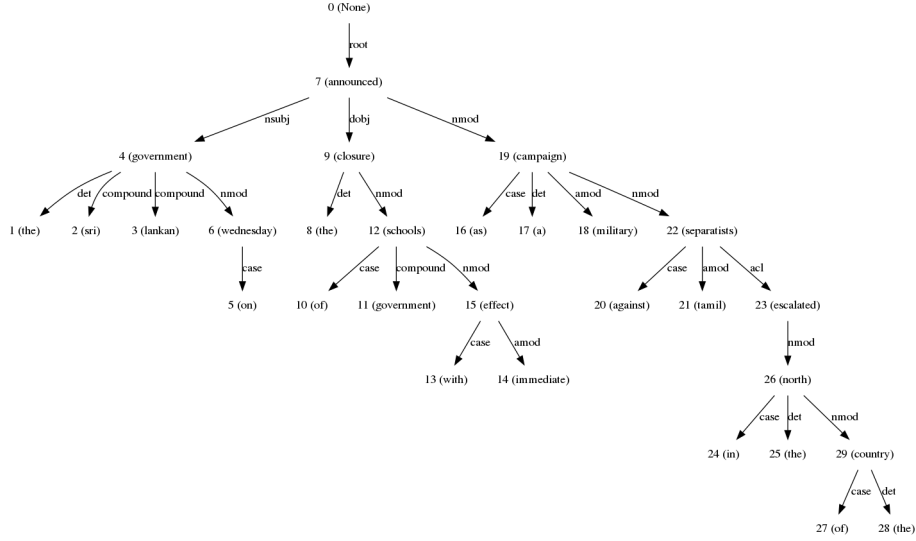 0 (None)
root
7 (announced)
nsubj dobj nmod
4 (government) 9 (closure) 19 (campaign)
det compound compound nmod det nmod case det amod nmod
1 (the) 2 (sri) 3 (lankan) 6 (wednesday) 8 (the) 12 (schools) 16 (as) 17 (a) 18 (military) 22 (separatists)
case case compound nmod case amod acl
5 (on) 10 (of) 11 (government) 15 (effect) 20 (against) 21 (tamil) 23 (escalated)
case amod nmod
13 (with) 14 (immediate) 26 (north)
case det nmod
24 (in) 25 (the) 29 (country)
case det
27 (of) 28 (the)